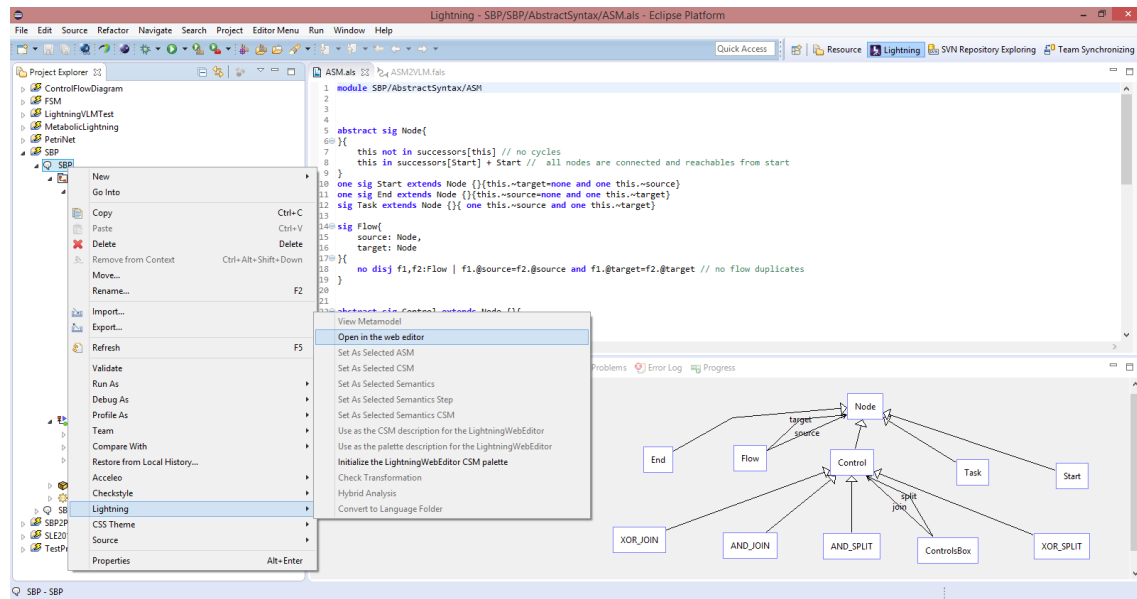 Lightning - SBP/SBP/AbstractSyntax/ASM.als - Eclipse Platform
File Edit Source Refactor Navigate Search Project Editor Menu Run Window Help
Quick Access Resource Lightning SVN Repository Exploring Team Synchronizing
Project Explorer
ControlFlowDiagram
FSM
LightningVLMTest
MetabolicLightning
PetriNet
SBP
SBP
SB
SBP2P
SLE20
TestPr
New
Go Into
Copy Ctrl+C
Paste Ctrl+V
Delete Delete
Remove from Context Ctrl+Alt+Shift+Down
Move...
Rename... F2
Import...
Export...
Refresh F5
Validate
Run As
Debug As
Profile As
Team
Compare With
Restore from Local History...
Acceleo
Checkstyle
Lightning
CSS Theme
Source
Properties Alt+Enter
View Metamodel
Open in the web editor
Set As Selected ASM
Set As Selected CSM
Set As Selected Semantics
Set As Selected Semantics Step
Set As Selected Semantics CSM
Use as the CSM description for the LightningWebEditor
Use as the palette description for the LightningWebEditor
Initialize the LightningWebEditor CSM palette
Check Transformation
Hybrid Analysis
Convert to Language Folder
ASM.als ASM2VLM.fals
1 module SBP/AbstractSyntax/ASM
2
3
4
5 abstract sig Node{
6 }{
7 this not in successors[this] // no cycles
8 this in successors[Start] + Start // all nodes are connected and reachables from start
9 }
10 one sig Start extends Node {}{this.~target=none and one this.~source}
11 one sig End extends Node {}{this.~source=none and one this.~target}
12 sig Task extends Node {}{ one this.~source and one this.~target}
13
14 sig Flow{
15 source: Node,
16 target: Node
17 }{
18 no disj f1,f2:Flow | f1.@source=f2.@source and f1.@target=f2.@target // no flow duplicates
19 }
20
21
22 abstract sig Control extends Node {}{
Problems Error Log Progress
Node
target
source
End
Flow
Control
Task
Start
split
join
XOR_JOIN
AND_JOIN
AND_SPLIT
ControlsBox
XOR_SPLIT
SBP - SBP